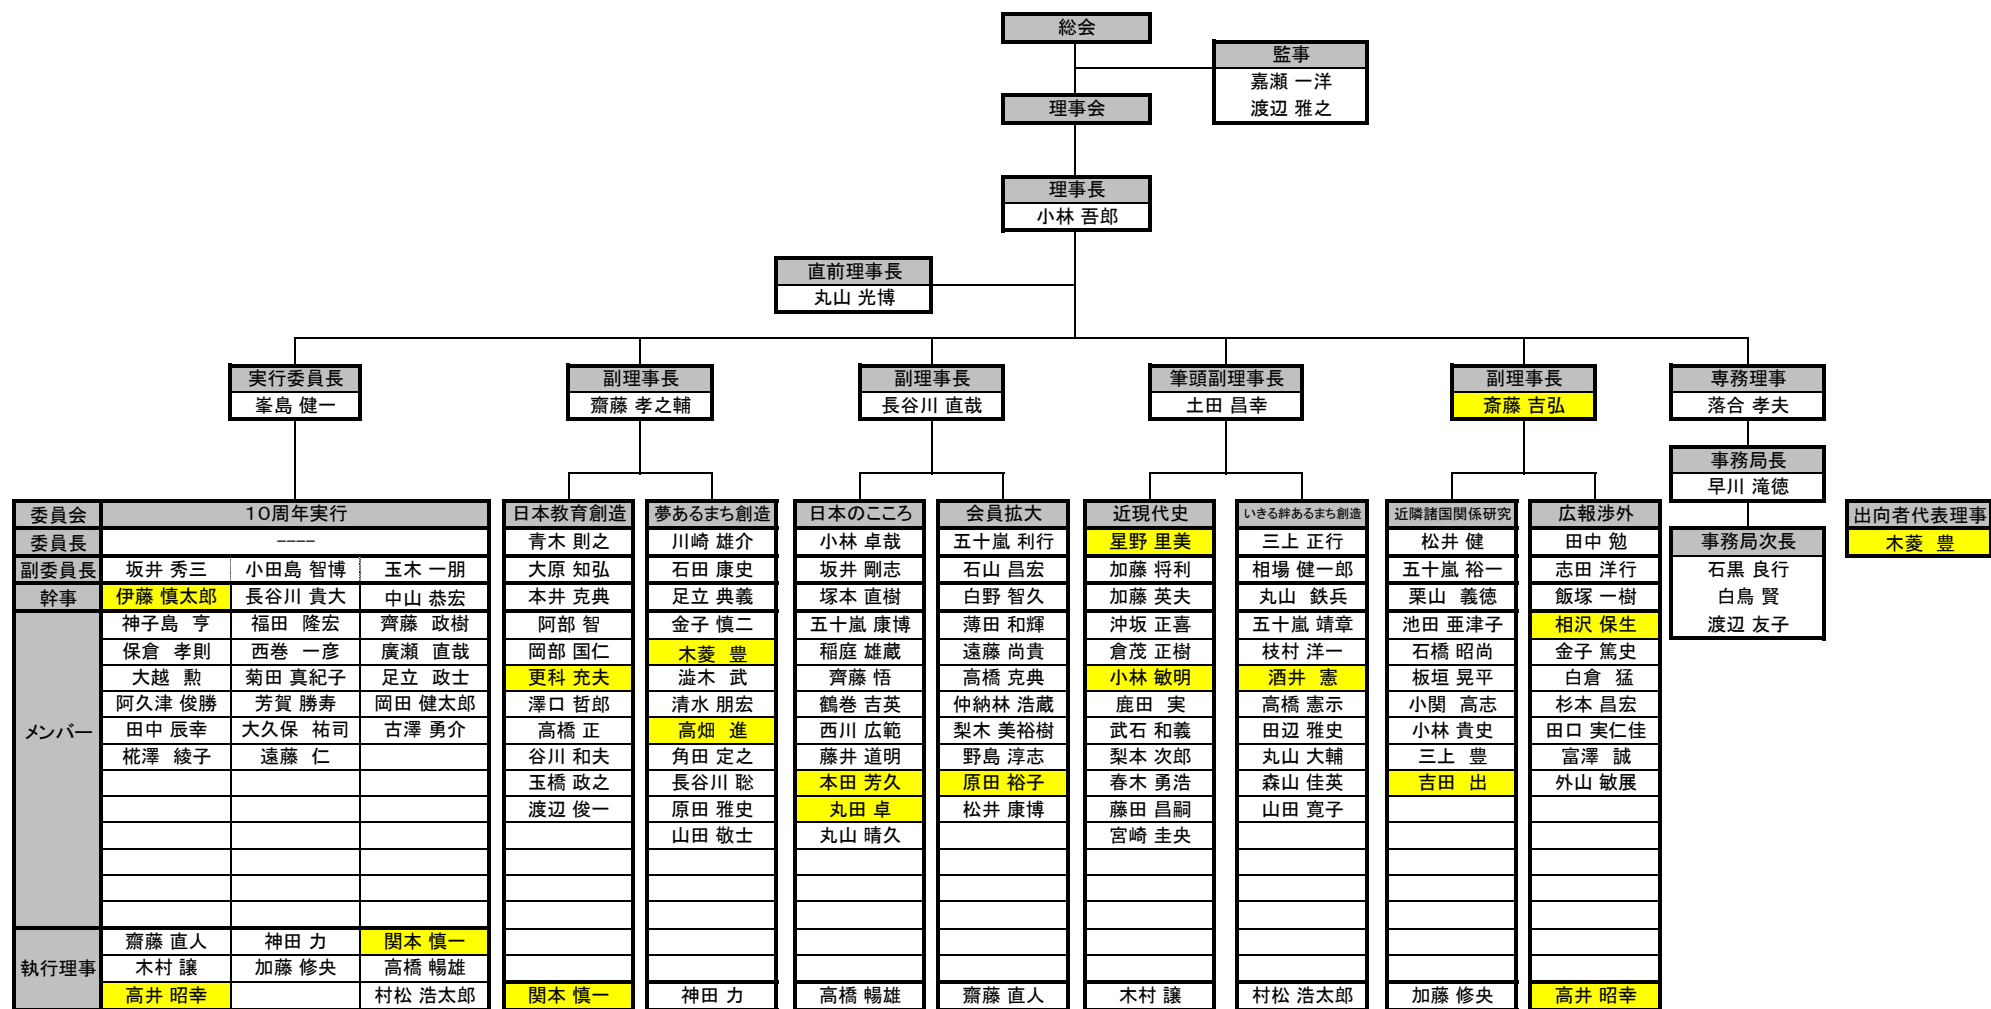 総会
監事
嘉瀬 一洋
渡辺 雅之
理事会
理事長
小林 吾郎
直前理事長
丸山 光博
実行委員長 副理事長 副理事長 筆頭副理事長 副理事長 専務理事
峯島 健一 齋藤 孝之輔 長谷川 直哉 土田 昌幸 斎藤 吉弘 落合 孝夫
事務局長
早川 滝徳
委員会 10周年実行 日本教育創造 夢あるまち創造 日本のこころ 会員拡大 近現代史 いきる絆あるまち創造 近隣諸国関係研究 広報渉外 出向者代表理事
委員長 ---- 青木 則之 川崎 雄介 小林 卓哉 五十嵐 利行 星野 里美 三上 正行 松井 健 田中 勉 事務局次長 木菱 豊
副委員長 坂井 秀三 小田島 智博 玉木 一朋 大原 知弘 石田 康史 坂井 剛志 石山 昌宏 加藤 将利 相場 健一郎 五十嵐 裕一 志田 洋行 石黒 良行
幹事 伊藤 慎太郎 長谷川 貴大 中山 恭宏 本井 克典 足立 典義 塚本 直樹 白野 智久 加藤 英夫 丸山 鉄兵 栗山 義徳 飯塚 一樹 白鳥 賢
神子島 亨 福田 隆宏 齊藤 政樹 阿部 智 金子 慎二 五十嵐 康博 薄田 和輝 沖坂 正喜 五十嵐 靖章 池田 亜津子 相沢 保生 渡辺 友子
保倉 孝則 西巻 一彦 廣瀬 直哉 岡部 国仁 木菱 豊 稲庭 雄蔵 遠藤 尚貴 倉茂 正樹 枝村 洋一 石橋 昭尚 金子 篤史
大越 勲 菊田 真紀子 足立 政士 更科 充夫 澁木 武 齊藤 悟 高橋 克典 小林 敏明 酒井 憲 板垣 晃平 白倉 猛
阿久津 俊勝 芳賀 勝寿 岡田 健太郎 澤口 哲郎 清水 朋宏 鶴巻 吉英 仲納林 浩蔵 鹿田 実 高橋 憲示 小関 高志 杉本 昌宏
メンバー 田中 辰幸 大久保 祐司 古澤 勇介 高橋 正 高畑 進 西川 広範 梨木 美裕樹 武石 和義 田辺 雅史 小林 貴史 田口 実仁佳
椛澤 綾子 遠藤 仁 谷川 和夫 角田 定之 藤井 道明 野島 淳志 梨本 次郎 丸山 大輔 三上 豊 富澤 誠
玉橋 政之 長谷川 聡 本田 芳久 原田 裕子 春木 勇浩 森山 佳英 吉田 出 外山 敏展
渡辺 俊一 原田 雅史 丸田 卓 松井 康博 藤田 昌嗣 山田 寛子
山田 敬士 丸山 晴久 宮崎 圭央
齋藤 直人 神田 力 関本 慎一
執行理事 木村 譲 加藤 修央 高橋 暢雄
高井 昭幸 村松 浩太郎 関本 慎一 神田 力 高橋 暢雄 齋藤 直人 木村 譲 村松 浩太郎 加藤 修央 高井 昭幸